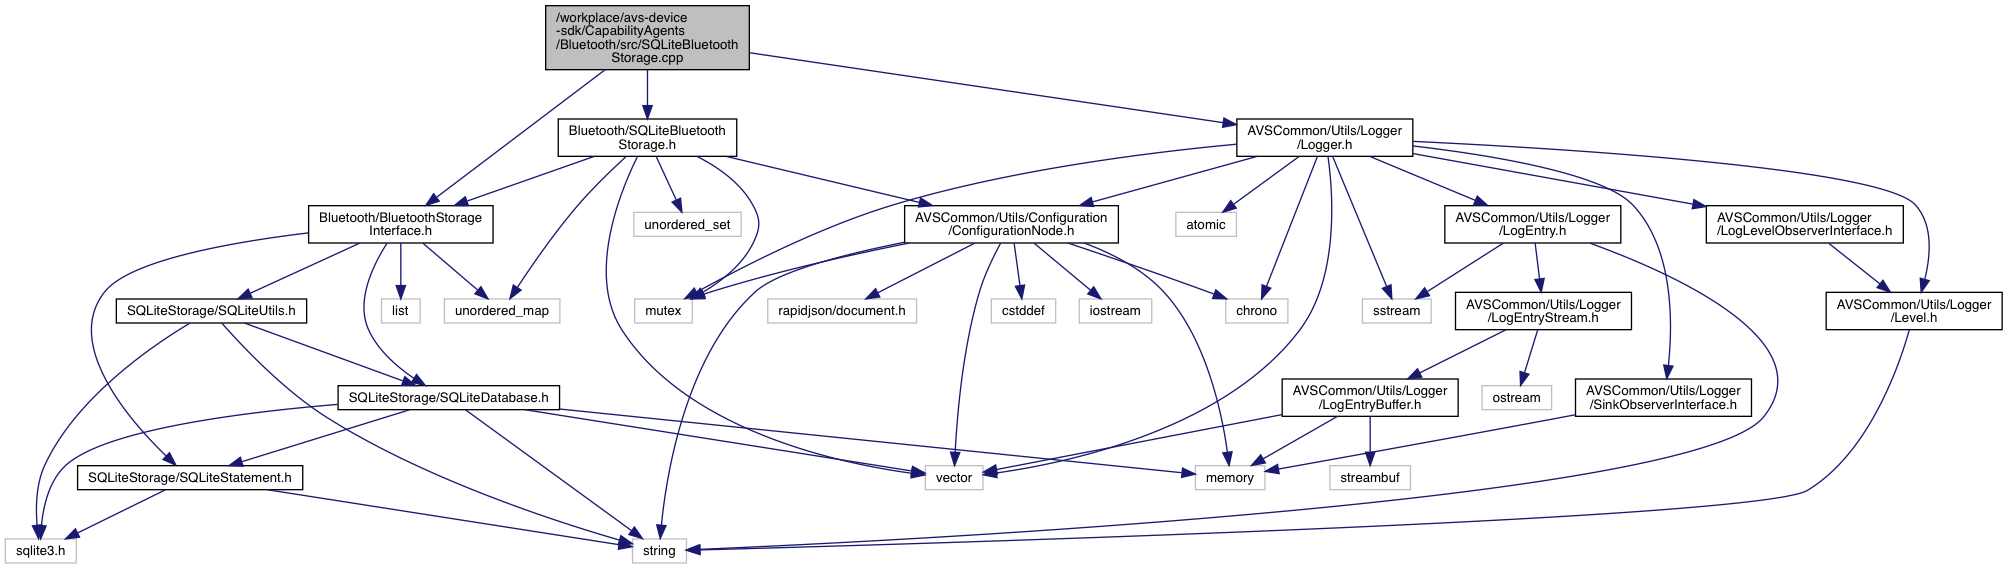 /workplace/avs-device
-sdk/CapabilityAgents
/Bluetooth/src/SQLiteBluetooth
Storage.cpp
Bluetooth/SQLiteBluetooth
Storage.h
AVSCommon/Utils/Logger
/Logger.h
Bluetooth/BluetoothStorage
Interface.h
unordered_set
AVSCommon/Utils/Configuration
/ConfigurationNode.h
atomic
AVSCommon/Utils/Logger
/LogEntry.h
AVSCommon/Utils/Logger
/LogLevelObserverInterface.h
SQLiteStorage/SQLiteUtils.h
list
unordered_map
mutex
rapidjson/document.h
cstddef
iostream
chrono
sstream
AVSCommon/Utils/Logger
/LogEntryStream.h
AVSCommon/Utils/Logger
/Level.h
SQLiteStorage/SQLiteDatabase.h
AVSCommon/Utils/Logger
/LogEntryBuffer.h
ostream
AVSCommon/Utils/Logger
/SinkObserverInterface.h
SQLiteStorage/SQLiteStatement.h
vector
memory
streambuf
sqlite3.h
string